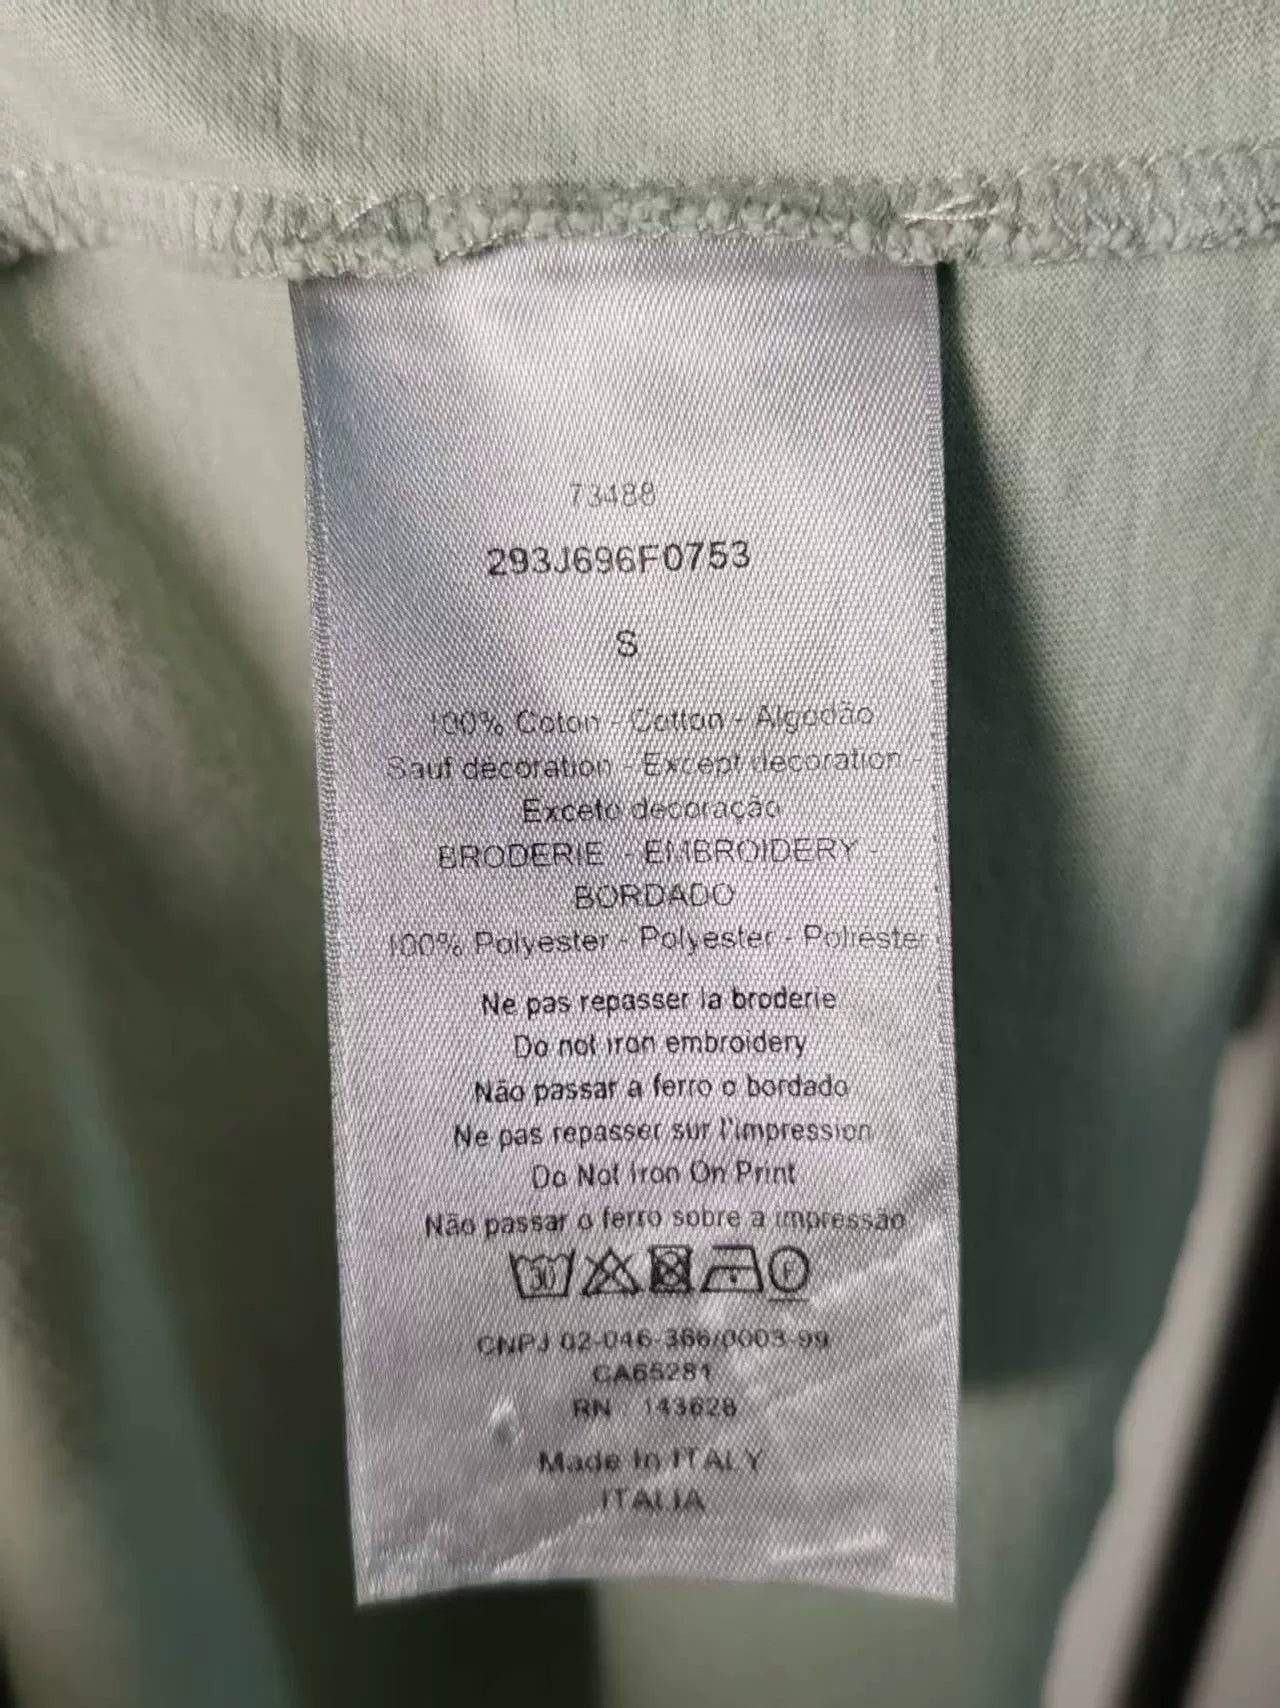 73488
293J696F0753
S
100% Coton - Cotton - Algodão
Sauf decoration - Except decoration -
Exceto decoração
BRODERIE - EMBROIDERY -
BORDADO
100% Polyester - Polyester - Poliester
Ne pas repasser la broderie
Do not iron embroidery
Não passar a ferro o bordado
Ne pas repasser sur l'impression
Do Not Iron On Print
Não passar o ferro sobre a impressão
30 F
CNPJ 02-046-366/0003-99
CA65281
RN 143628
Made In ITALY
ITALIA